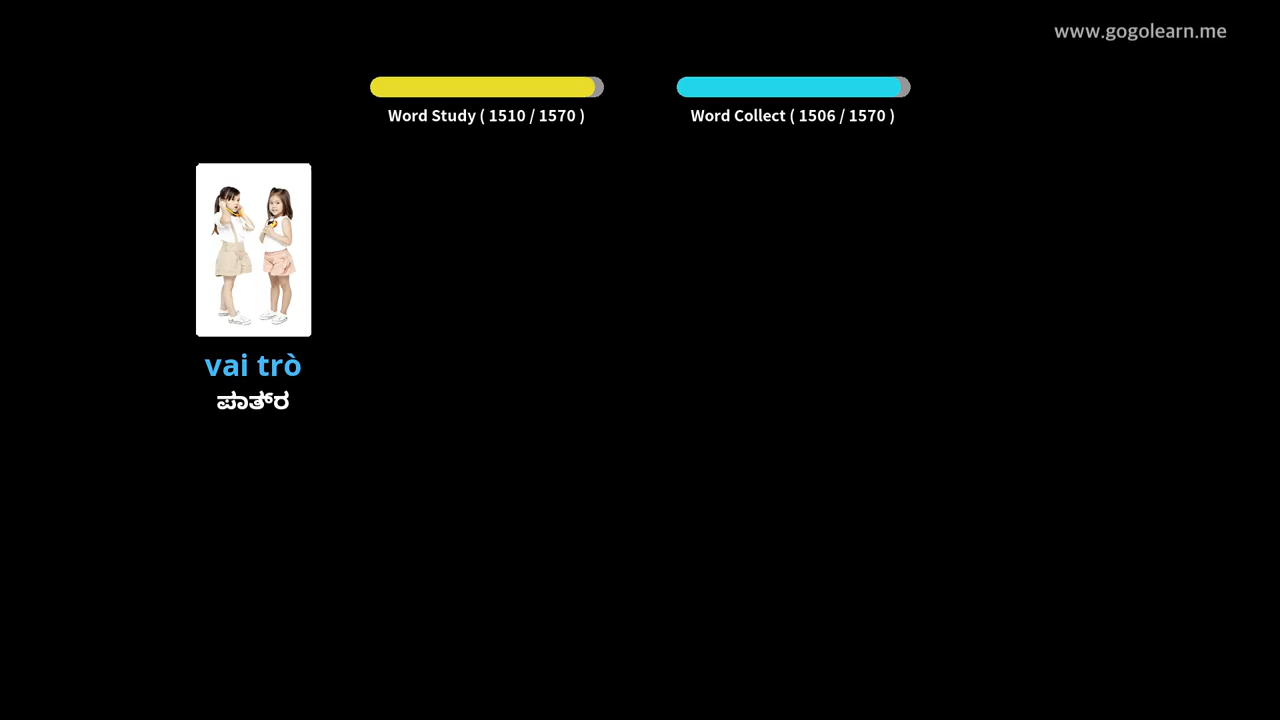 www.gogolearn.me
Word Study ( 1510 / 1570 )
Word Collect ( 1506 / 1570 )
vai trò
ಪಾತ್ರ